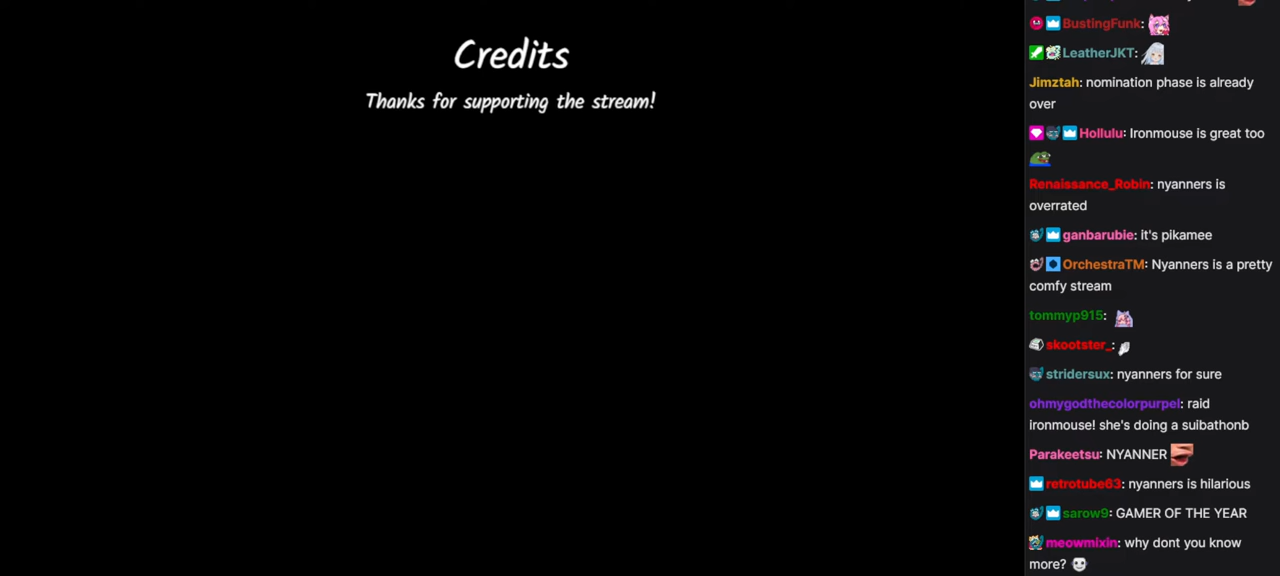 Credits
Thanks for supporting the stream!
BustingFunk:
LeatherJKT:
Jimztah: nomination phase is already
over
Hollulu: Ironmouse is great too
Renaissance_Robin: nyanners is
overrated
ganbarubie: it's pikamee
OrchestraTM: Nyanners is a pretty
comfy stream
tommyp915:
skootster_:
stridersux: nyanners for sure
ohmygodthecolorpurpel: raid
ironmouse! she's doing a suibathonb
Parakeetsu: NYANNER
retrotube63: nyanners is hilarious
sarow9: GAMER OF THE YEAR
meowmixin: why dont you know
more?